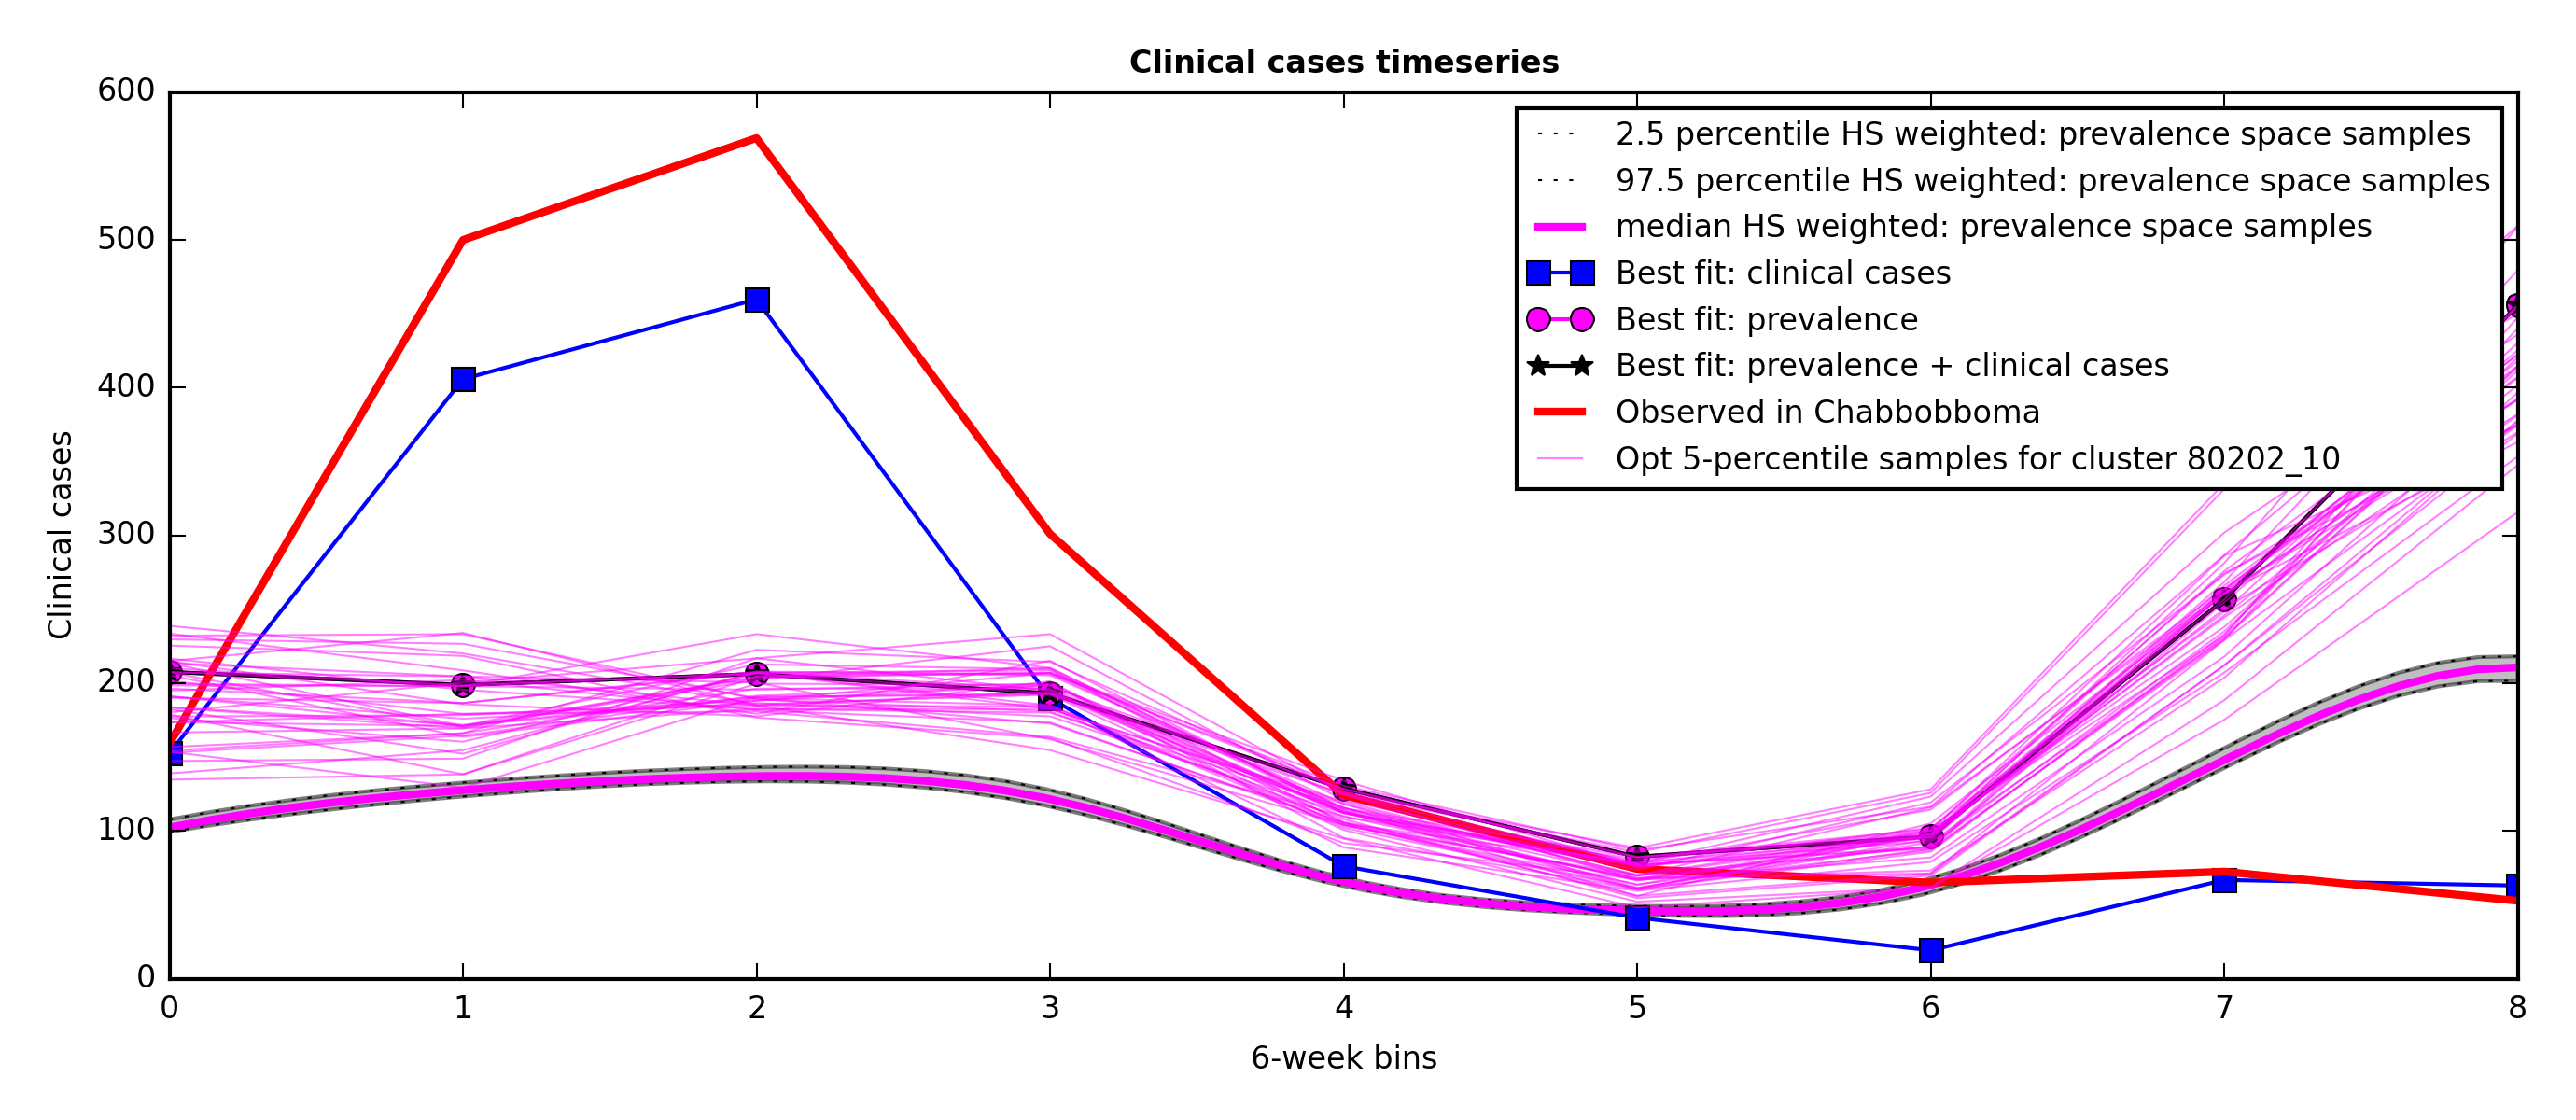 Clinical cases timeseries
600
500
400
300
200
100
0
Clinical cases
2.5 percentile HS weighted: prevalence space samples
97.5 percentile HS weighted: prevalence space samples
median HS weighted: prevalence space samples
Best fit: clinical cases
Best fit: prevalence
Best fit: prevalence + clinical cases
Observed in Chabbobboma
Opt 5-percentile samples for cluster 80202_10
0 1 2 3 4 5 6 7 8
6-week bins